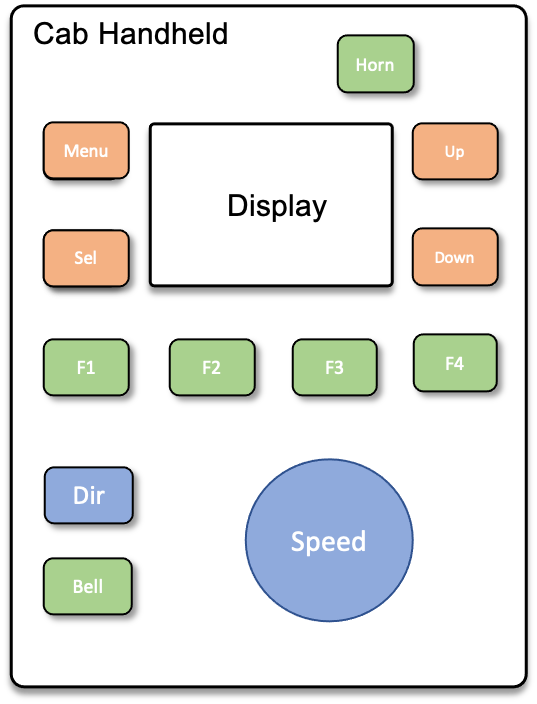 Cab Handheld
Horn
Menu
Display
Up
Sel
Down
F1
F2
F3
F4
Dir
Speed
Bell